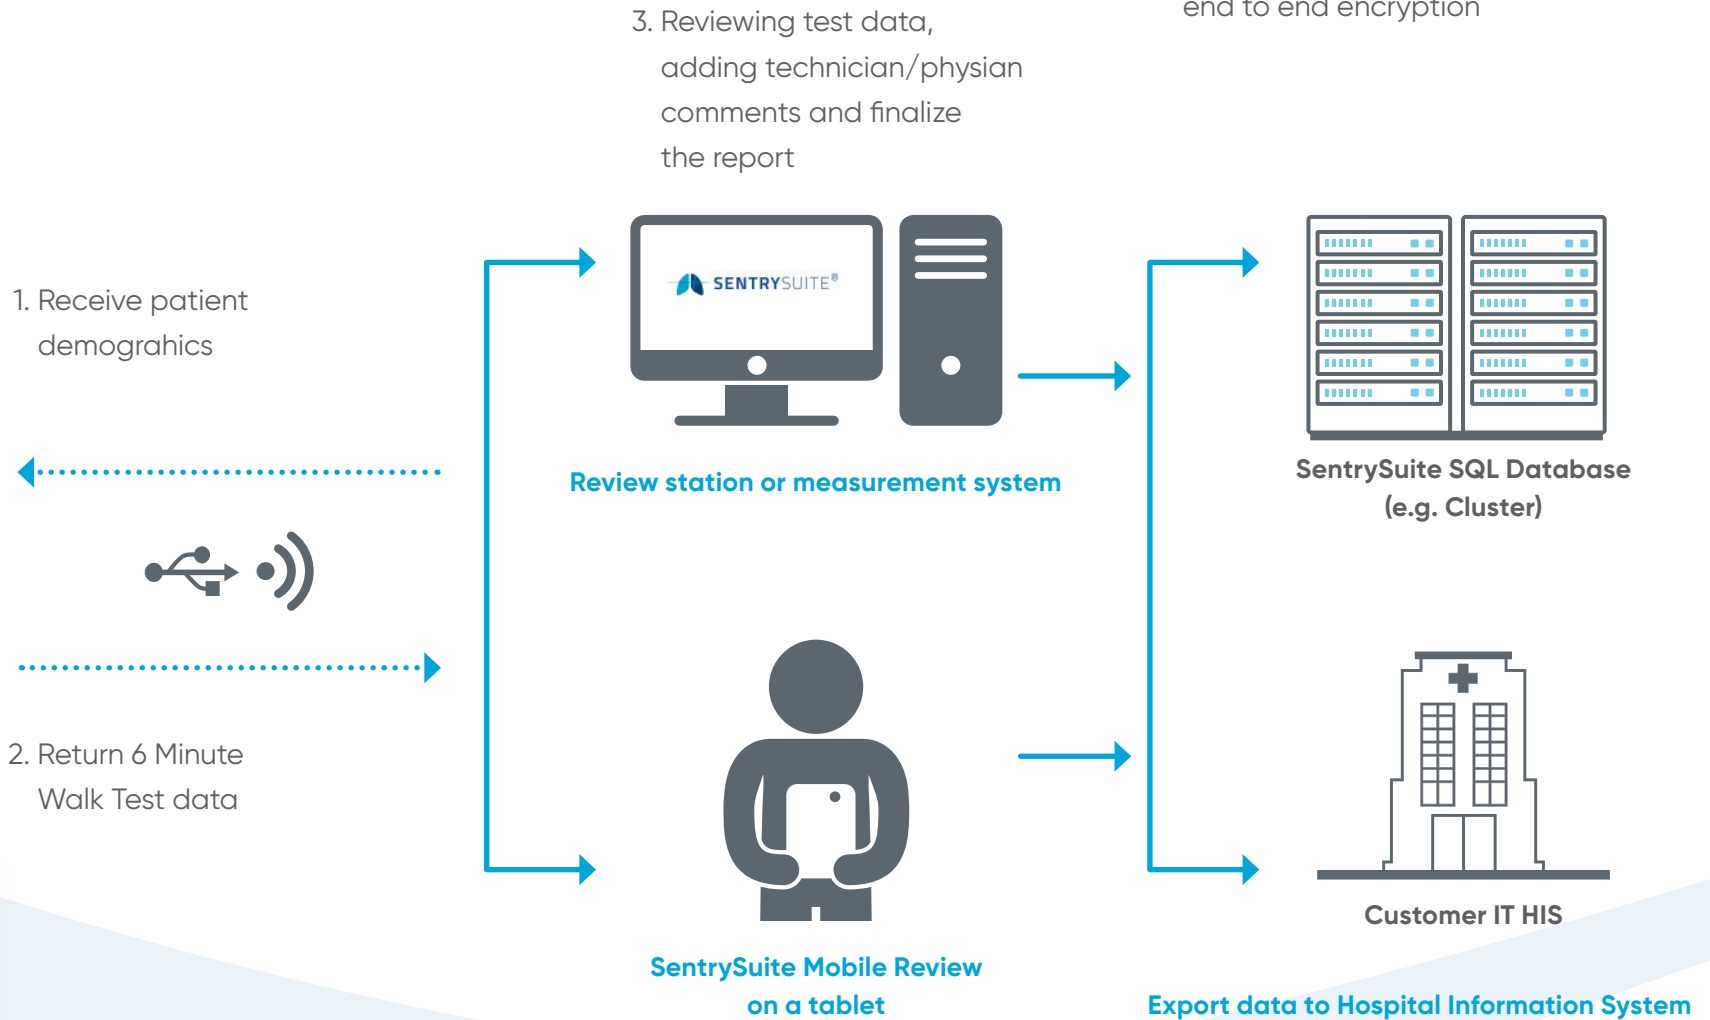 3. Reviewing test data,
adding technician/physian
comments and finalize
the report
end to end encryption
1. Receive patient
demograhics
2. Return 6 Minute
Walk Test data
SENTRYSUITE®
Review station or measurement system
SentrySuite Mobile Review
on a tablet
SentrySuite SQL Database
(e.g. Cluster)
Customer IT HIS
Export data to Hospital Information System